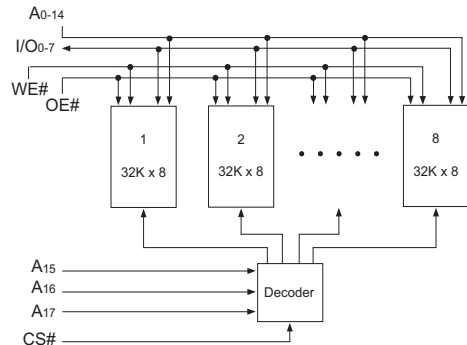 A0-14
I/O0-7
WE#
OE#
1
32K x 8
2
32K x 8
8
32K x 8
A15
A16
A17
CS#
Decoder